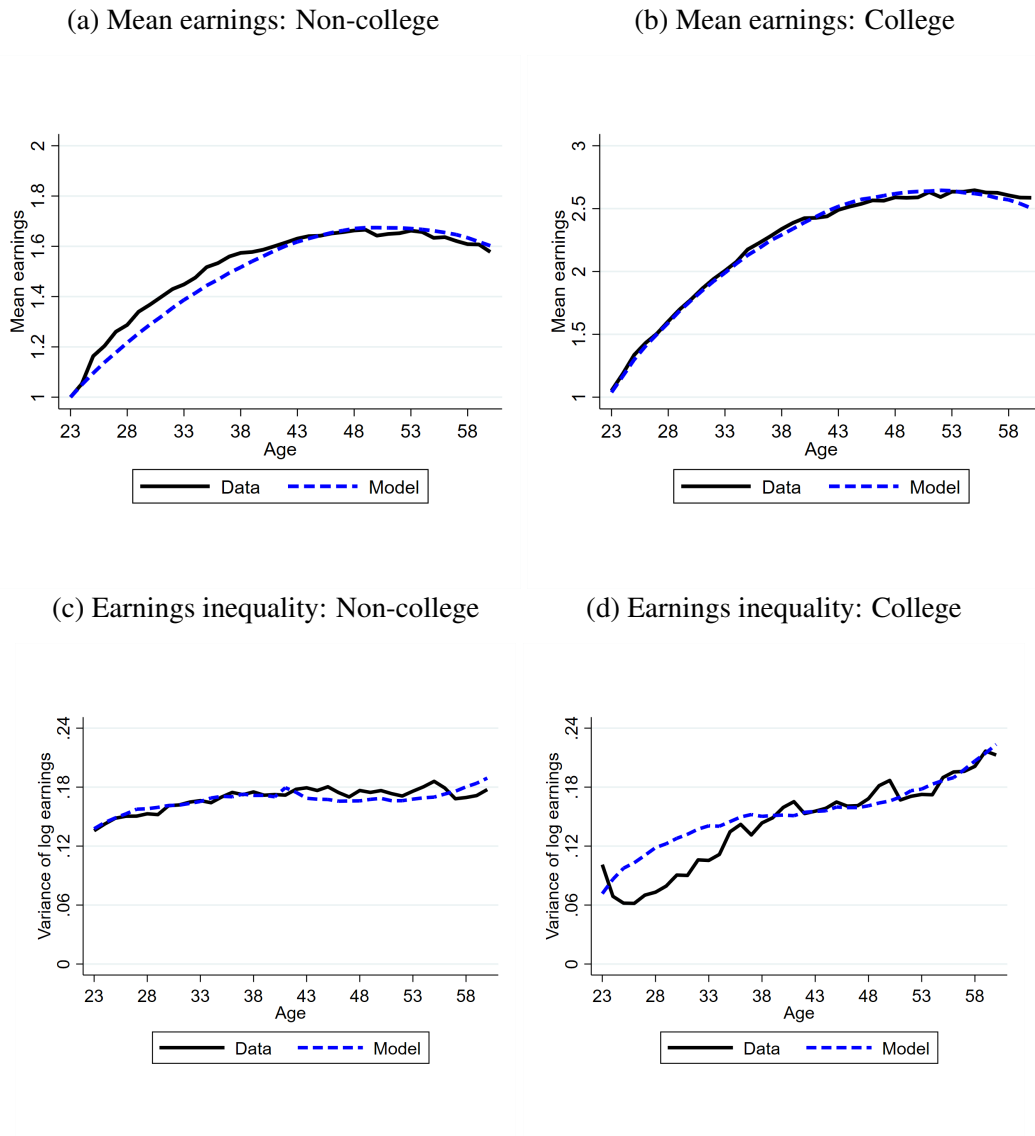 (a) Mean earnings: Non-college
Mean earnings
2
1.8
1.6
1.4
1.2
1
23 28 33 38 43 48 53 58
Age
Data Model
(b) Mean earnings: College
Mean earnings
3
2.5
2
1.5
1
23 28 33 38 43 48 53 58
Age
Data Model
(c) Earnings inequality: Non-college
Variance of log earnings
.24
.18
.12
.06
0
23 28 33 38 43 48 53 58
Age
Data Model
(d) Earnings inequality: College
Variance of log earnings
.24
.18
.12
.06
0
23 28 33 38 43 48 53 58
Age
Data Model